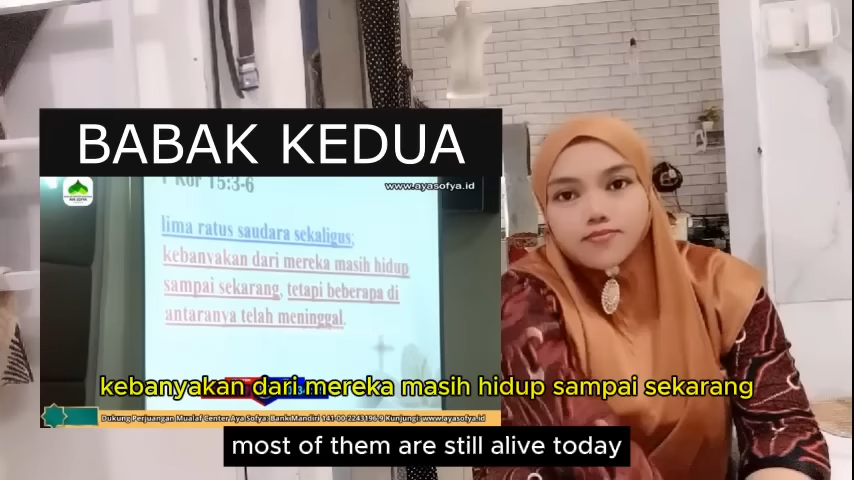 BABAK KEDUA
1 Kor 15:3-6
www.ayasofya.id
lima ratus saudara sekaligus;
kebanyakan dari mereka masih hidup
sampai sekarang, tetapi beberapa di
antaranya telah meninggal.
kebanyakan dari mereka masih hidup sampai sekarang
Dukung Perjuangan Mualaf Center Aya Sofya: Bank Mandiri 141-00-2243196-9 Kunjungi: www.ayasofya.id
most of them are still alive today